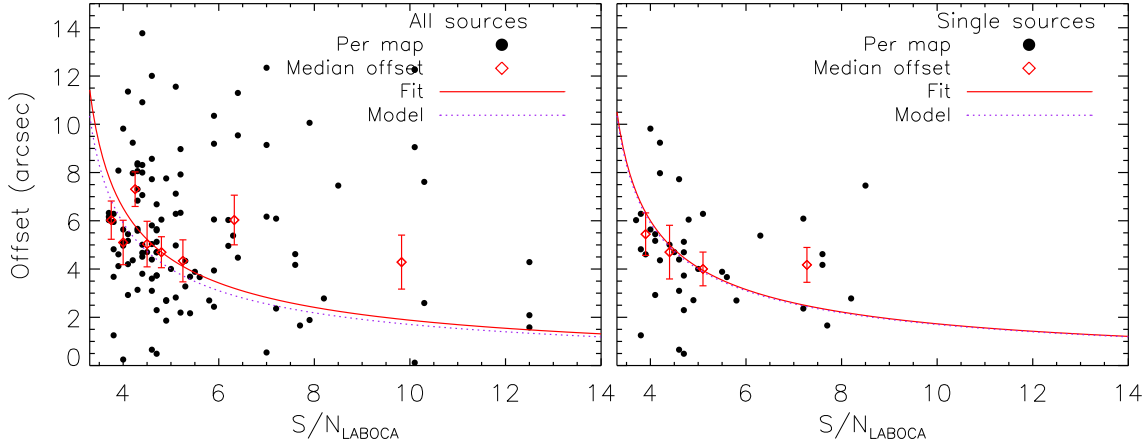 All sources
Per map
Median offset
Fit
Model
Single sources
Per map
Median offset
Fit
Model
Offset (arcsec)
14
12
10
8
6
4
2
0
4 6 8 10 12 14
4 6 8 10 12 14
S/N LABOCA
S/N LABOCA